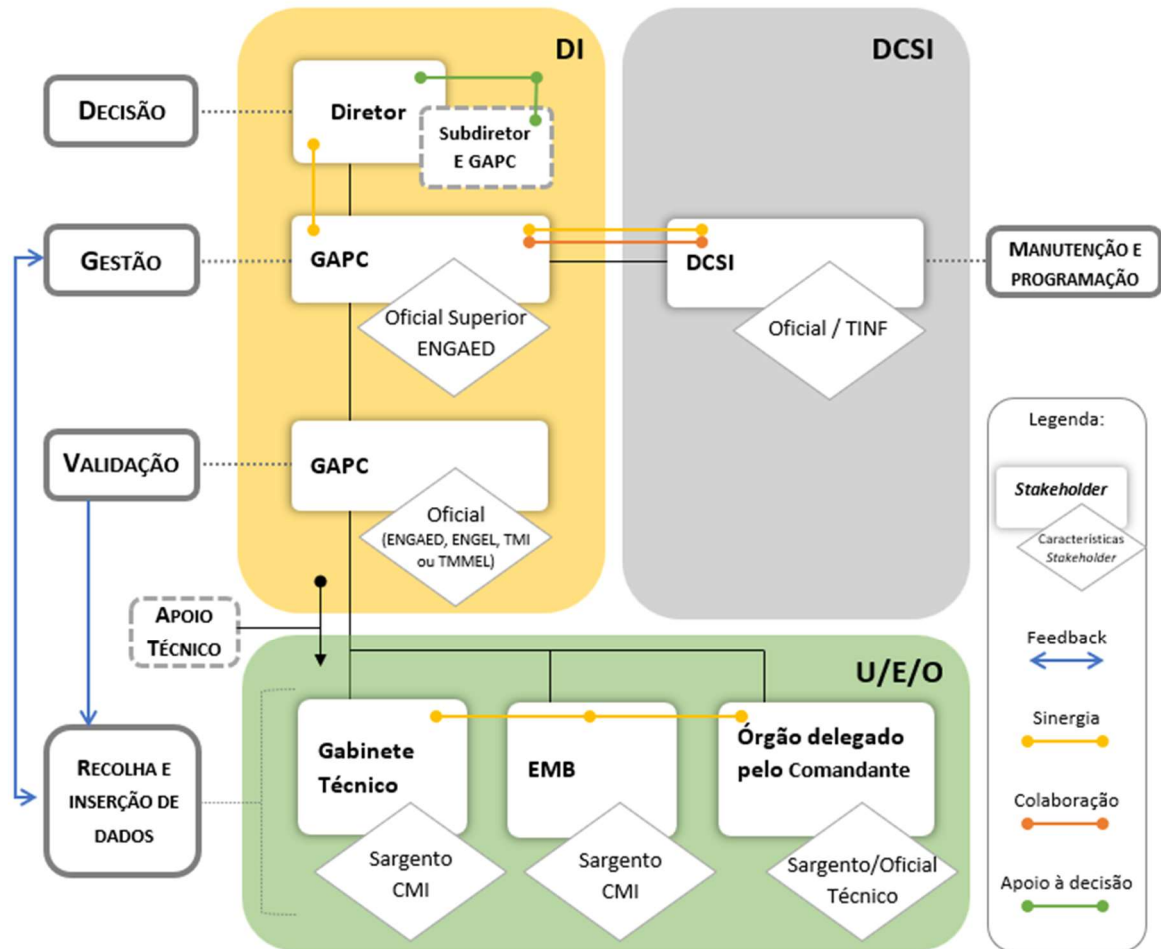 DI
DCSI
DECISÃO
Diretor
Subdiretor
E GAPC
GESTÃO
GAPC
DCSI
MANUTENÇÃO E
PROGRAMAÇÃO
Oficial Superior
ENGAED
Oficial / TINF
VALIDAÇÃO
GAPC
Oficial
(ENGAED, ENGEL, TMI
ou TMMEL)
Legenda:
Stakeholder
Características
Stakeholder
APOIO
TÉCNICO
Feedback
U/E/O
Sinergia
RECOLHA E
INSERÇÃO DE
DADOS
Gabinete
Técnico
EMB
Órgão delegado
pelo Comandante
Colaboração
Sargento
CMI
Sargento
CMI
Sargento/Oficial
Técnico
Apoio à decisão